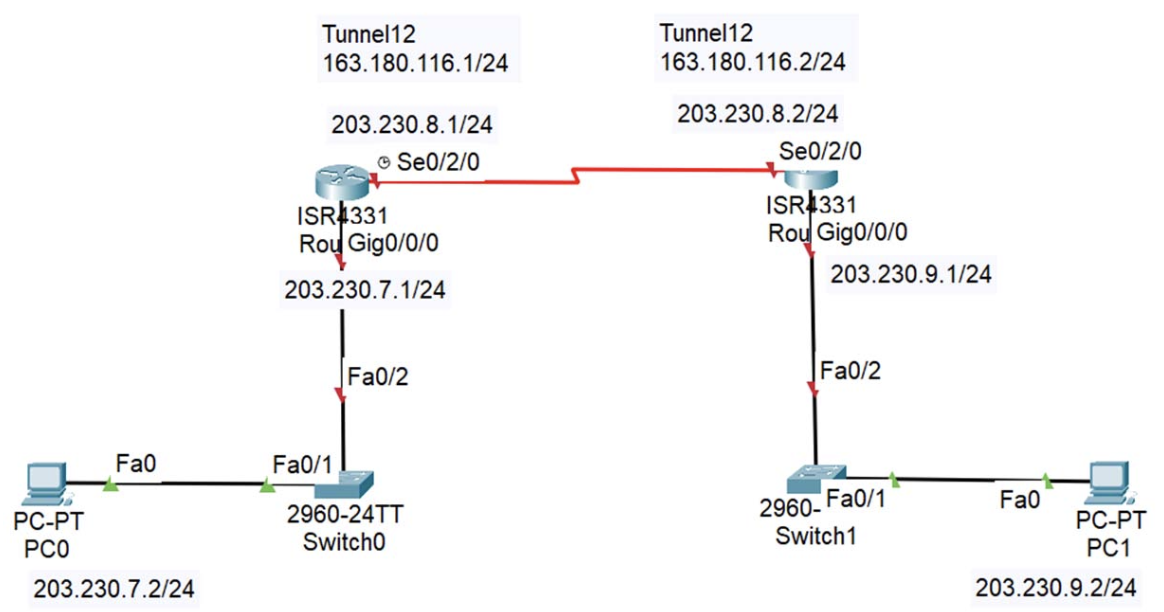 Tunnel12
163.180.116.1/24
Tunnel12
163.180.116.2/24
203.230.8.1/24
203.230.8.2/24
Se0/2/0
Se0/2/0
ISR4331
Rou Gig0/0/0
ISR4331
Rou Gig0/0/0
203.230.7.1/24
203.230.9.1/24
Fa0/2
Fa0/2
Fa0
Fa0/1
Fa0/1
Fa0
PC-PT
PC0
2960-24TT
Switch0
2960-
Switch1
PC-PT
PC1
203.230.7.2/24
203.230.9.2/24